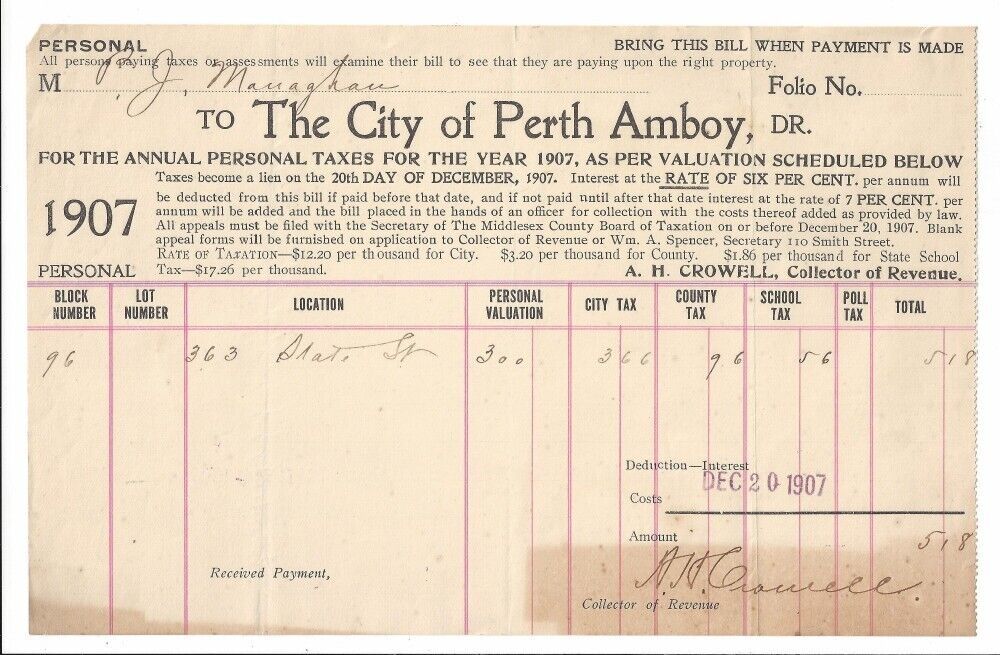 PERSONAL
BRING THIS BILL WHEN PAYMENT IS MADE
All persons paying taxes or assessments will examine their bill to see that they are paying upon the right property.
M P. J. Managhan
Folio No.
TO The City of Perth Amboy, DR.
FOR THE ANNUAL PERSONAL TAXES FOR THE YEAR 1907, AS PER VALUATION SCHEDULED BELOW
1907
Taxes become a lien on the 20th DAY OF DECEMBER, 1907. Interest at the RATE OF SIX PER CENT. per annum will
be deducted from this bill if paid before that date, and if not paid until after that date interest at the rate of 7 PER CENT. per
annum will be added and the bill placed in the hands of an officer for collection with the costs thereof added as provided by law.
All appeals must be filed with the Secretary of The Middlesex County Board of Taxation on or before December 20, 1907. Blank
appeal forms will be furnished on application to Collector of Revenue or Wm. A. Spencer, Secretary 110 Smith Street.
RATE OF TAXATION—$12.20 per thousand for City. $3.20 per thousand for County. $1.86 per thousand for State School
PERSONAL Tax—$17.26 per thousand. A. H. CROWELL, Collector of Revenue.
BLOCK NUMBER LOT NUMBER LOCATION PERSONAL VALUATION CITY TAX COUNTY TAX SCHOOL TAX POLL TAX TOTAL
96 363 State St 300 3 66 96 56 5 18
Deduction—Interest
DEC 20 1907
Costs
Amount 5 18
Received Payment,
A. H. Crowell.
Collector of Revenue